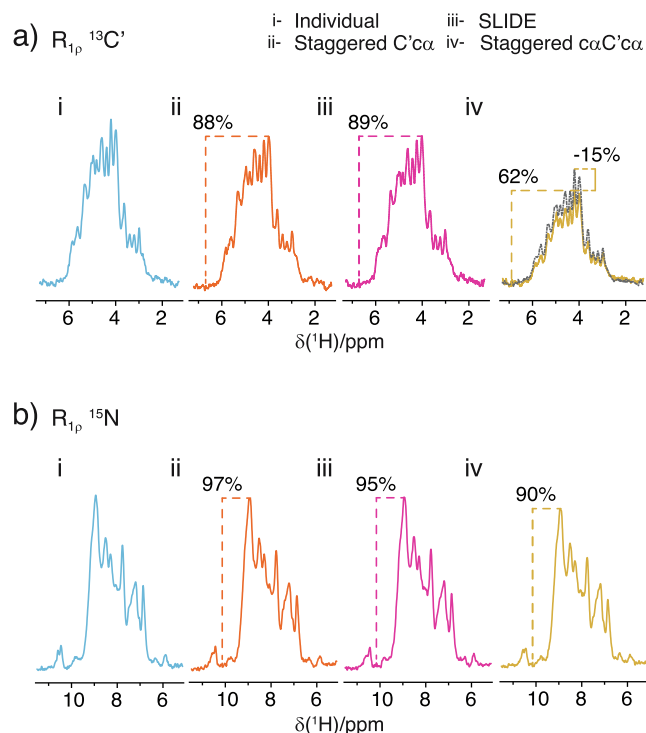 i- Individual
iii- SLIDE
ii- Staggered C'cα
iv- Staggered cαC'cα
a) R1ρ 13C'
i
ii
iii
iv
88%
89%
62%
-15%
6 4 2
6 4 2
6 4 2
6 4 2
δ(1H)/ppm
b) R1ρ 15N
i
ii
iii
iv
97%
95%
90%
10 8 6
10 8 6
10 8 6
10 8 6
δ(1H)/ppm